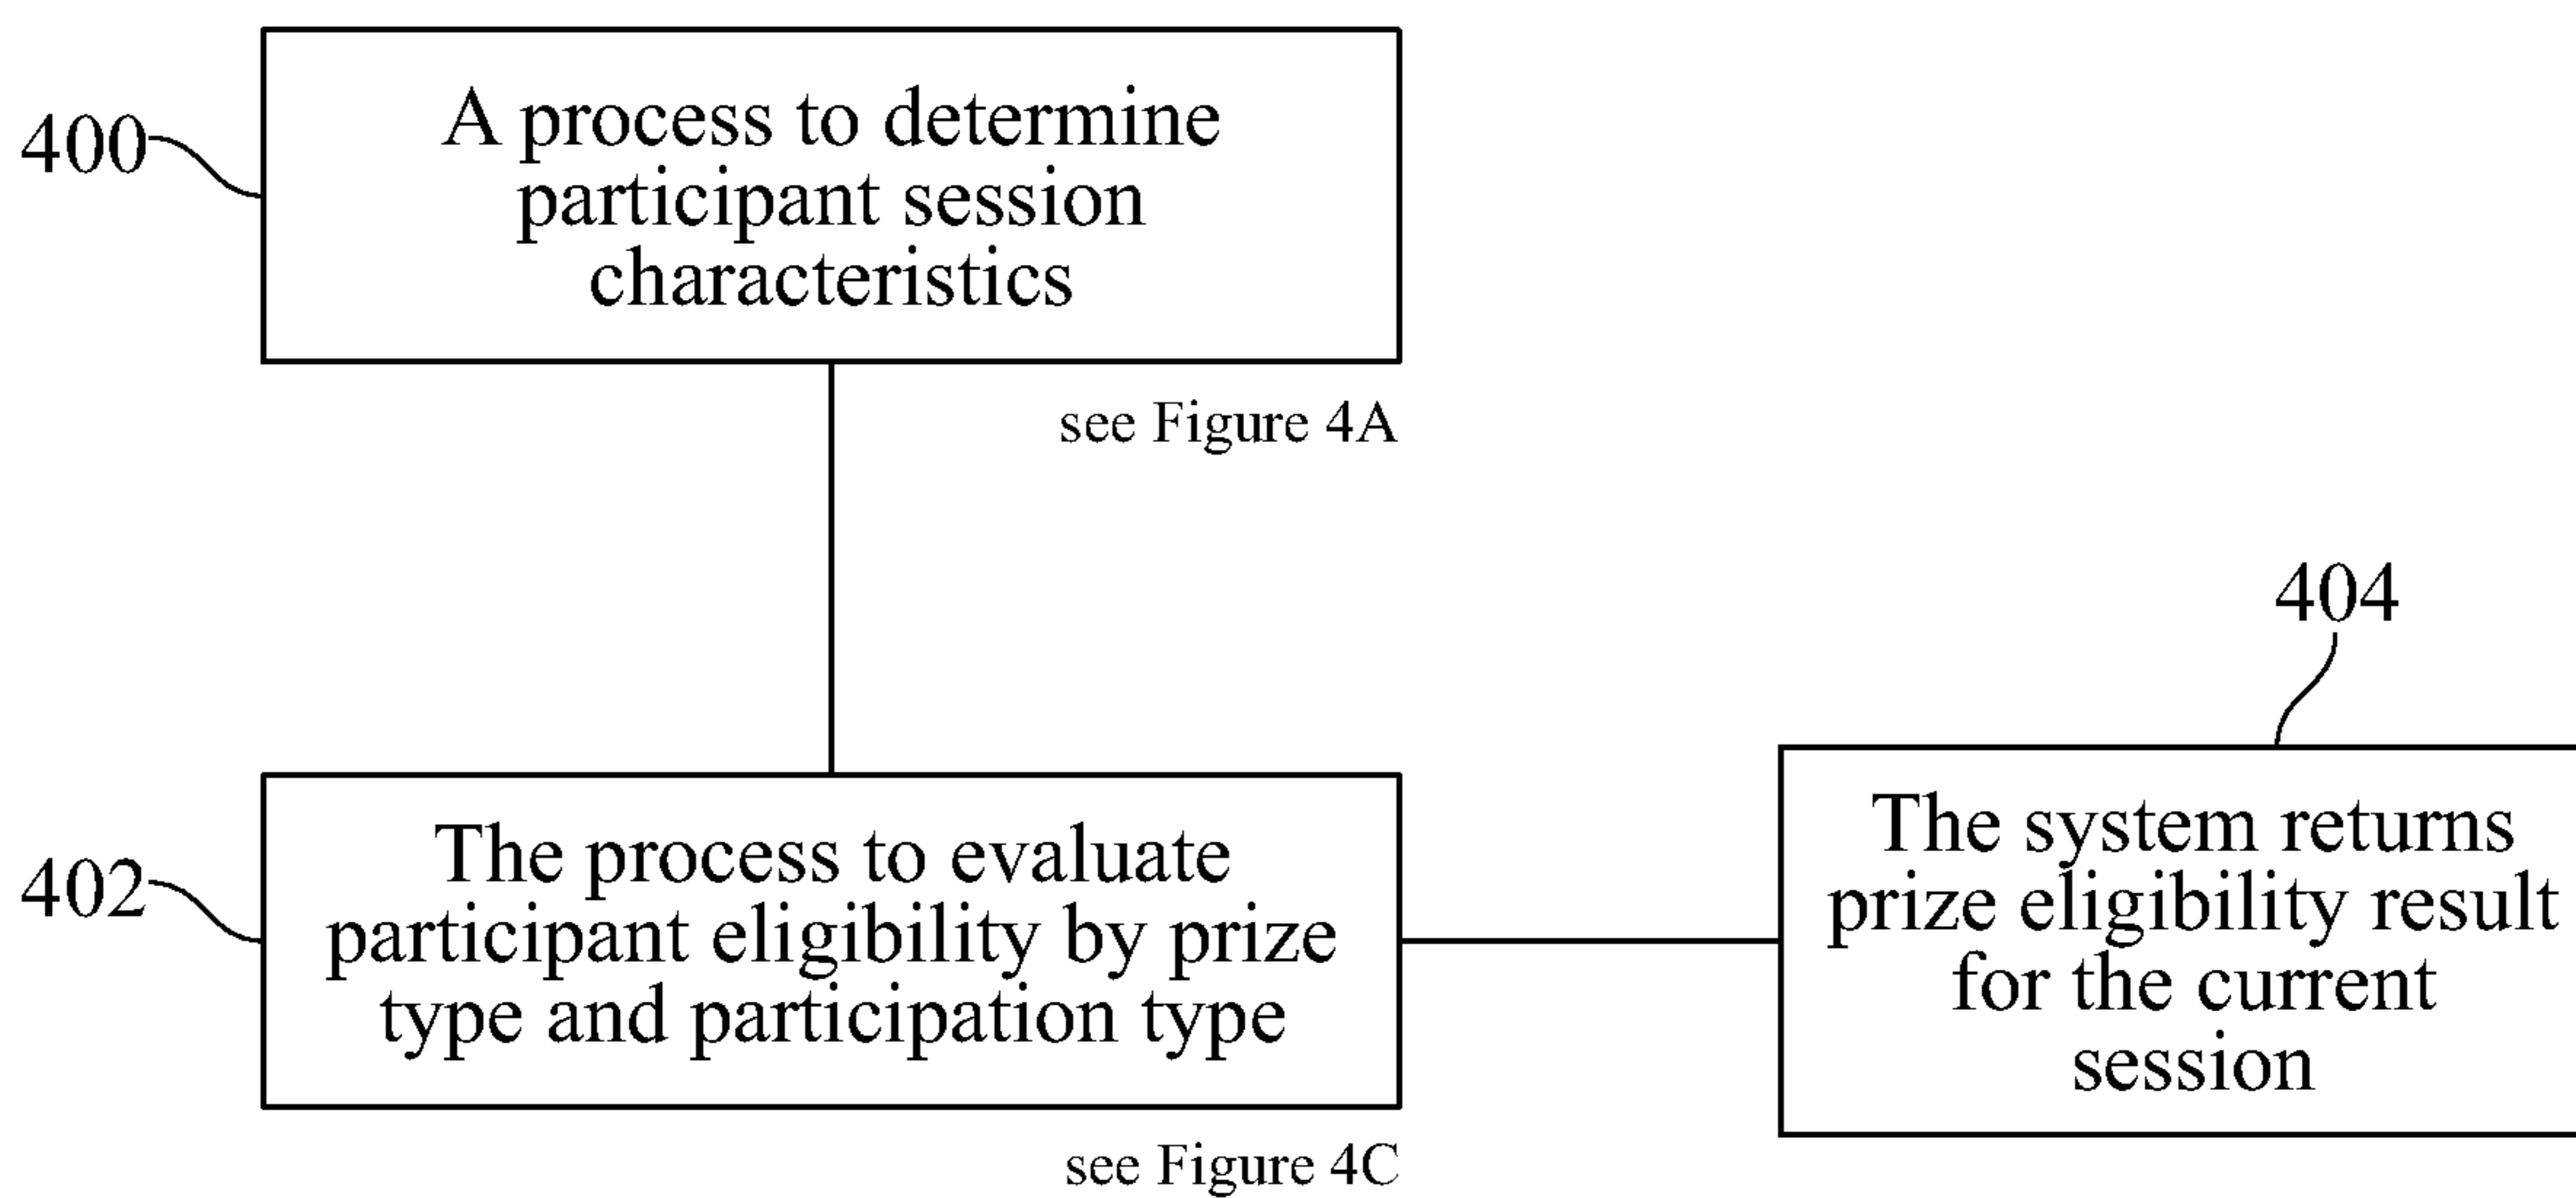 400
A process to determine
participant session
characteristics
see Figure 4A
402
The process to evaluate
participant eligibility by prize
type and participation type
see Figure 4C
404
The system returns
prize eligibility result
for the current
session